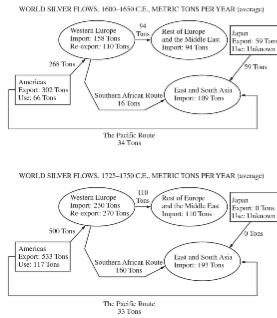 WORLD SILVER FLOWS, 1600–1650 C.E., METRIC TONS PER YEAR (average)
Western Europe
Import: 158 Tons
Re-export: 110 Tons
94
Tons
Rest of Europe
and the Middle East
Import: 94 Tons
Japan
Export: 59 Tons
Use: Unknown
268 Tons
59 Tons
Americas
Export: 302 Tons
Use: 66 Tons
Southern African Route
16 Tons
East and South Asia
Import: 109 Tons
The Pacific Route
34 Tons
WORLD SILVER FLOWS, 1725–1750 C.E., METRIC TONS PER YEAR (average)
Western Europe
Import: 230 Tons
Re-export: 270 Tons
110
Tons
Rest of Europe
and the Middle East
Import: 110 Tons
Japan
Export: 0 Tons
Use: Unknown
500 Tons
0 Tons
Americas
Export: 533 Tons
Use: 117 Tons
Southern African Route
160 Tons
East and South Asia
Import: 193 Tons
The Pacific Route
33 Tons